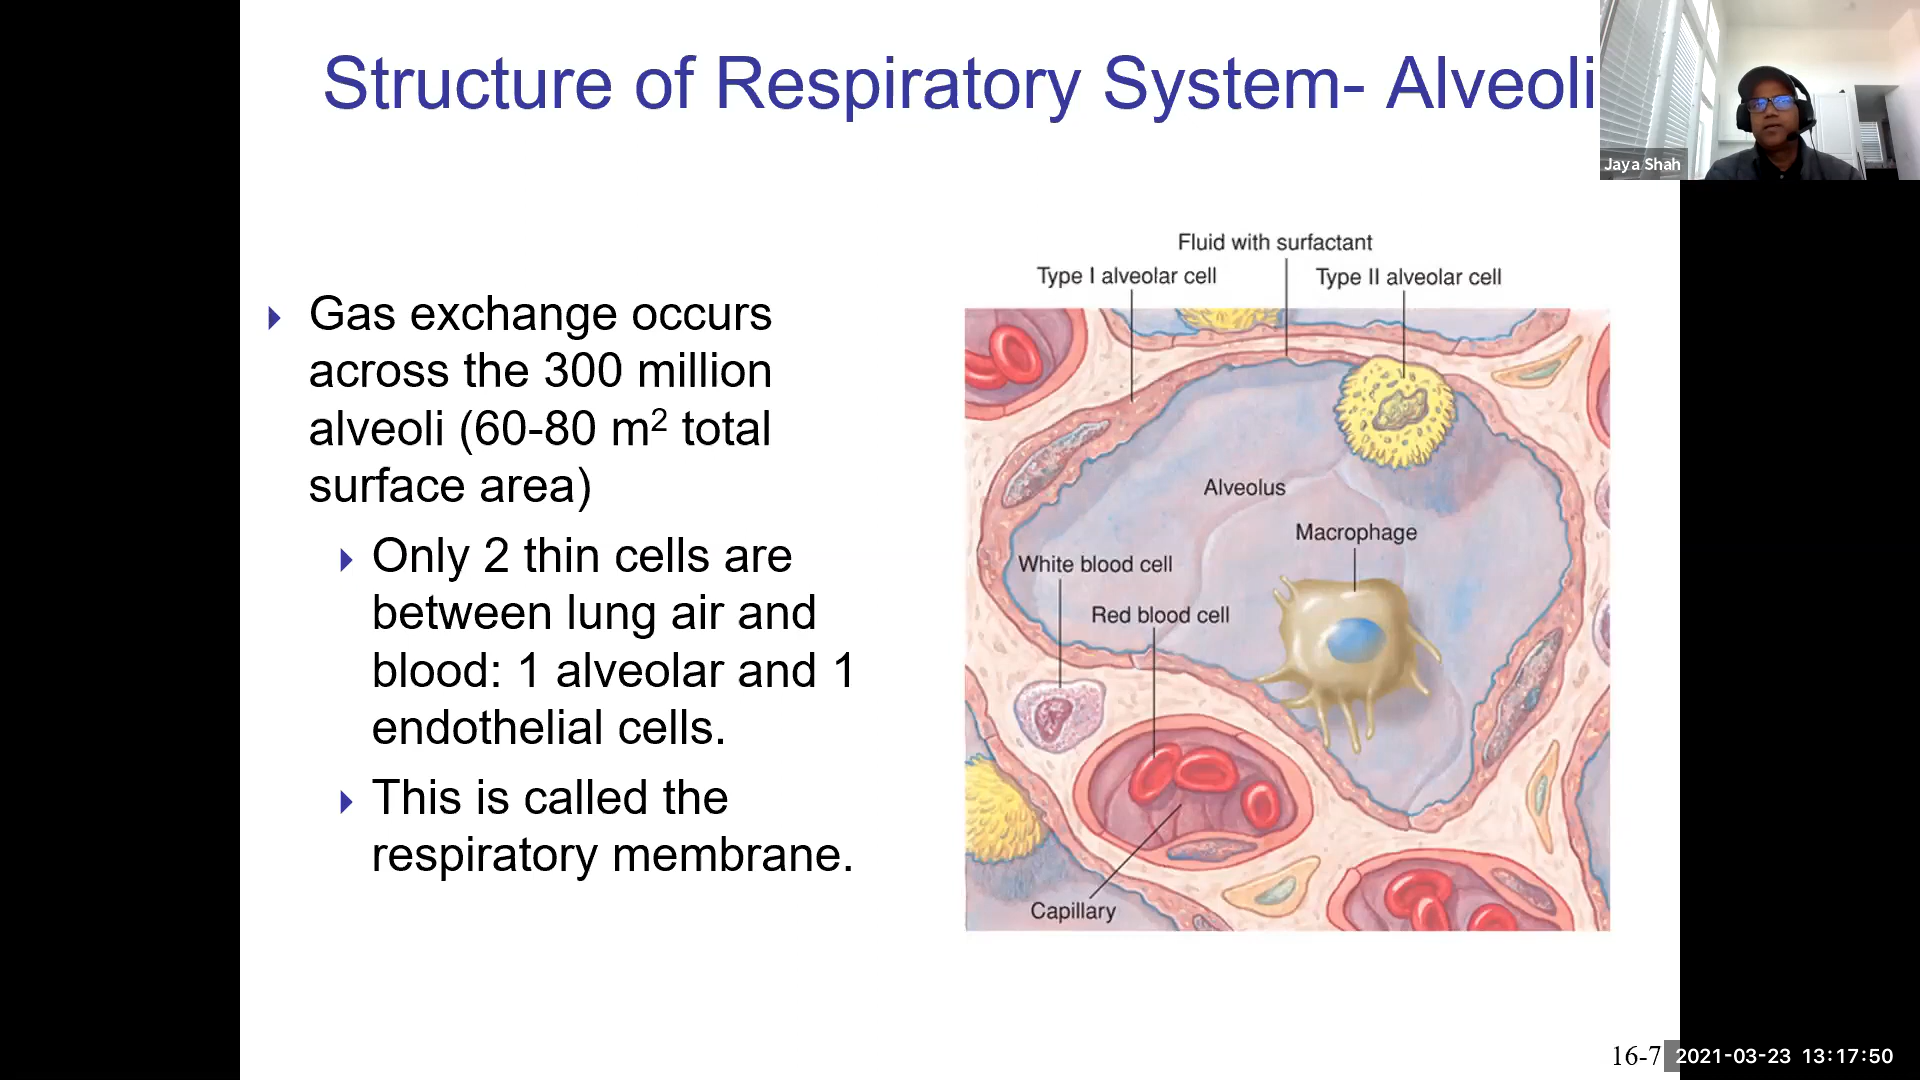 Structure of Respiratory System- Alveoli
Jaya Shah
Gas exchange occurs
across the 300 million
alveoli (60-80 m² total
surface area)
Only 2 thin cells are
between lung air and
blood: 1 alveolar and 1
endothelial cells.
This is called the
respiratory membrane.
Fluid with surfactant
Type I alveolar cell
Type II alveolar cell
Alveolus
Macrophage
White blood cell
Red blood cell
Capillary
16-7
2021-03-23 13:17:50